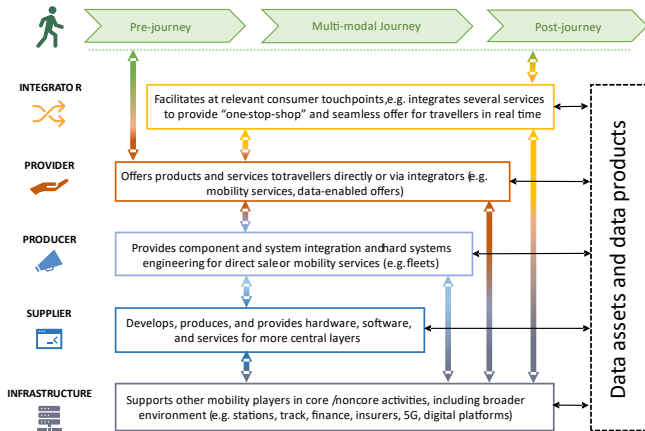 Pre-journey
Multi-modal Journey
Post-journey
INTEGRATOR
Facilitates at relevant consumer touchpoints,e.g. integrates several services
to provide “one-stop-shop” and seamless offer for travellers in real time
PROVIDER
Offers products and services totravellers directly or via integrators (e.g.
mobility services, data-enabled offers)
PRODUCER
Provides component and system integration andhard systems
engineering for direct sale or mobility services (e.g. fleets)
SUPPLIER
Develops, produces, and provides hardware, software,
and services for more central layers
INFRASTRUCTURE
Supports other mobility players in core /noncore activities, including broader
environment (e.g. stations, track, finance, insurers, 5G, digital platforms)
Data assets and data products